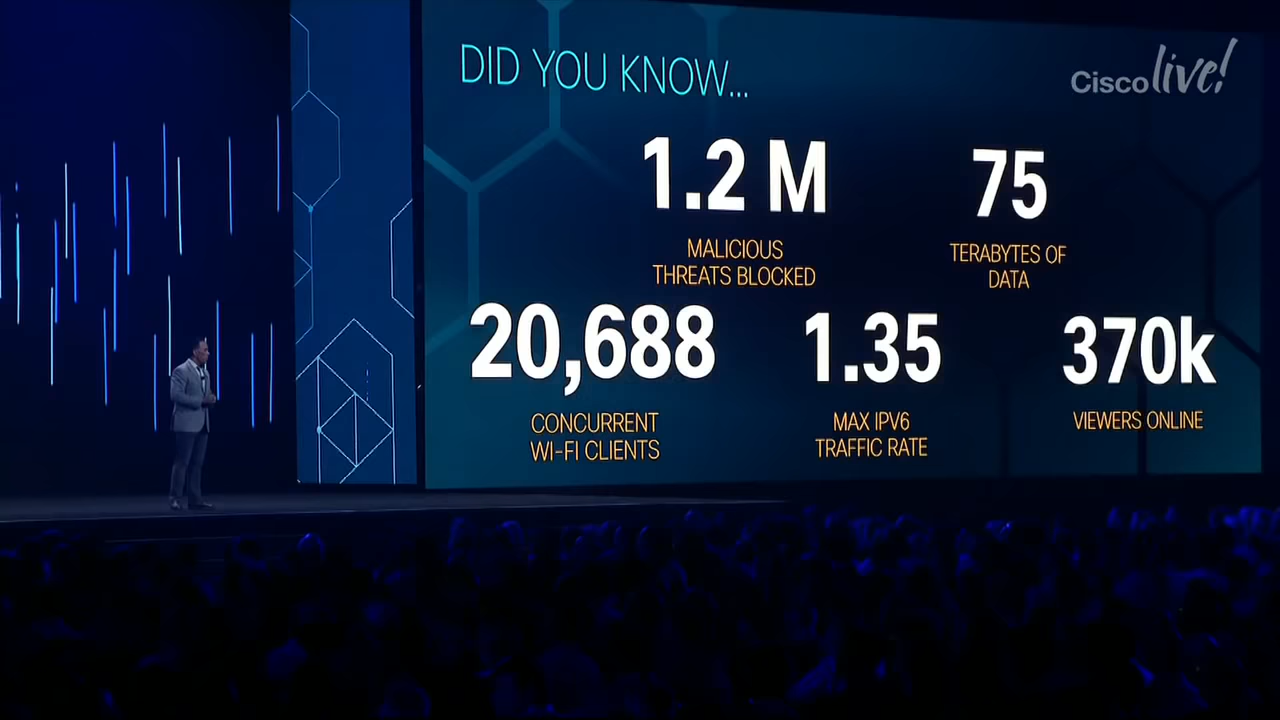 DID YOU KNOW...
Cisco live!
1.2 M
MALICIOUS
THREATS BLOCKED
75
TERABYTES OF
DATA
20,688
CONCURRENT
WI-FI CLIENTS
1.35
MAX IPV6
TRAFFIC RATE
370k
VIEWERS ONLINE